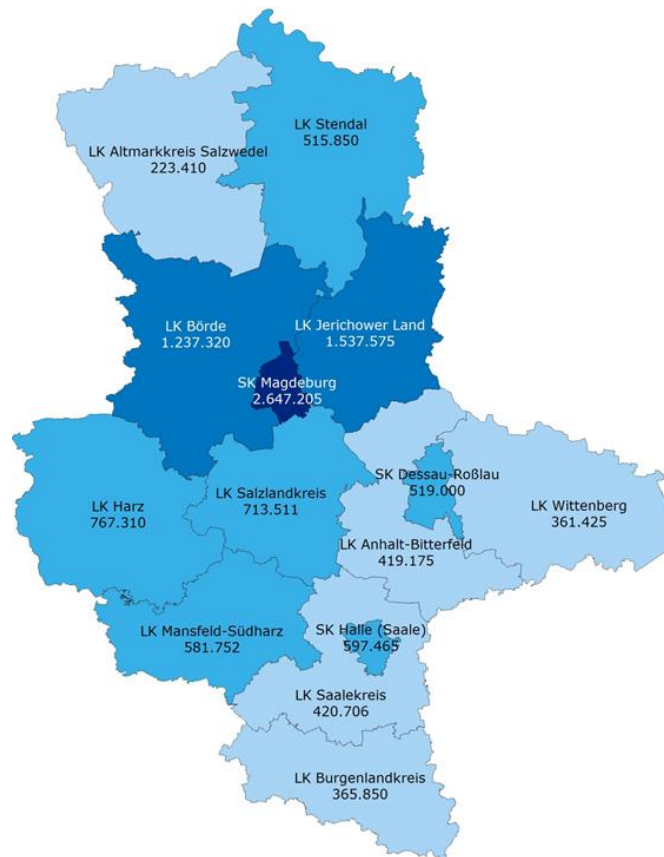 LK Stendal
515.850
LK Altmarkkreis Salzwedel
223.410
LK Börde
1.237.320
LK Jerichower Land
1.537.575
SK Magdeburg
2.647.205
LK Harz
767.310
LK Salzlandkreis
713.511
SK Dessau-Roßlau
519.000
LK Wittenberg
361.425
LK Anhalt-Bitterfeld
419.175
LK Mansfeld-Südharz
581.752
SK Halle (Saale)
597.465
LK Saalekreis
420.706
LK Burgenlandkreis
365.850